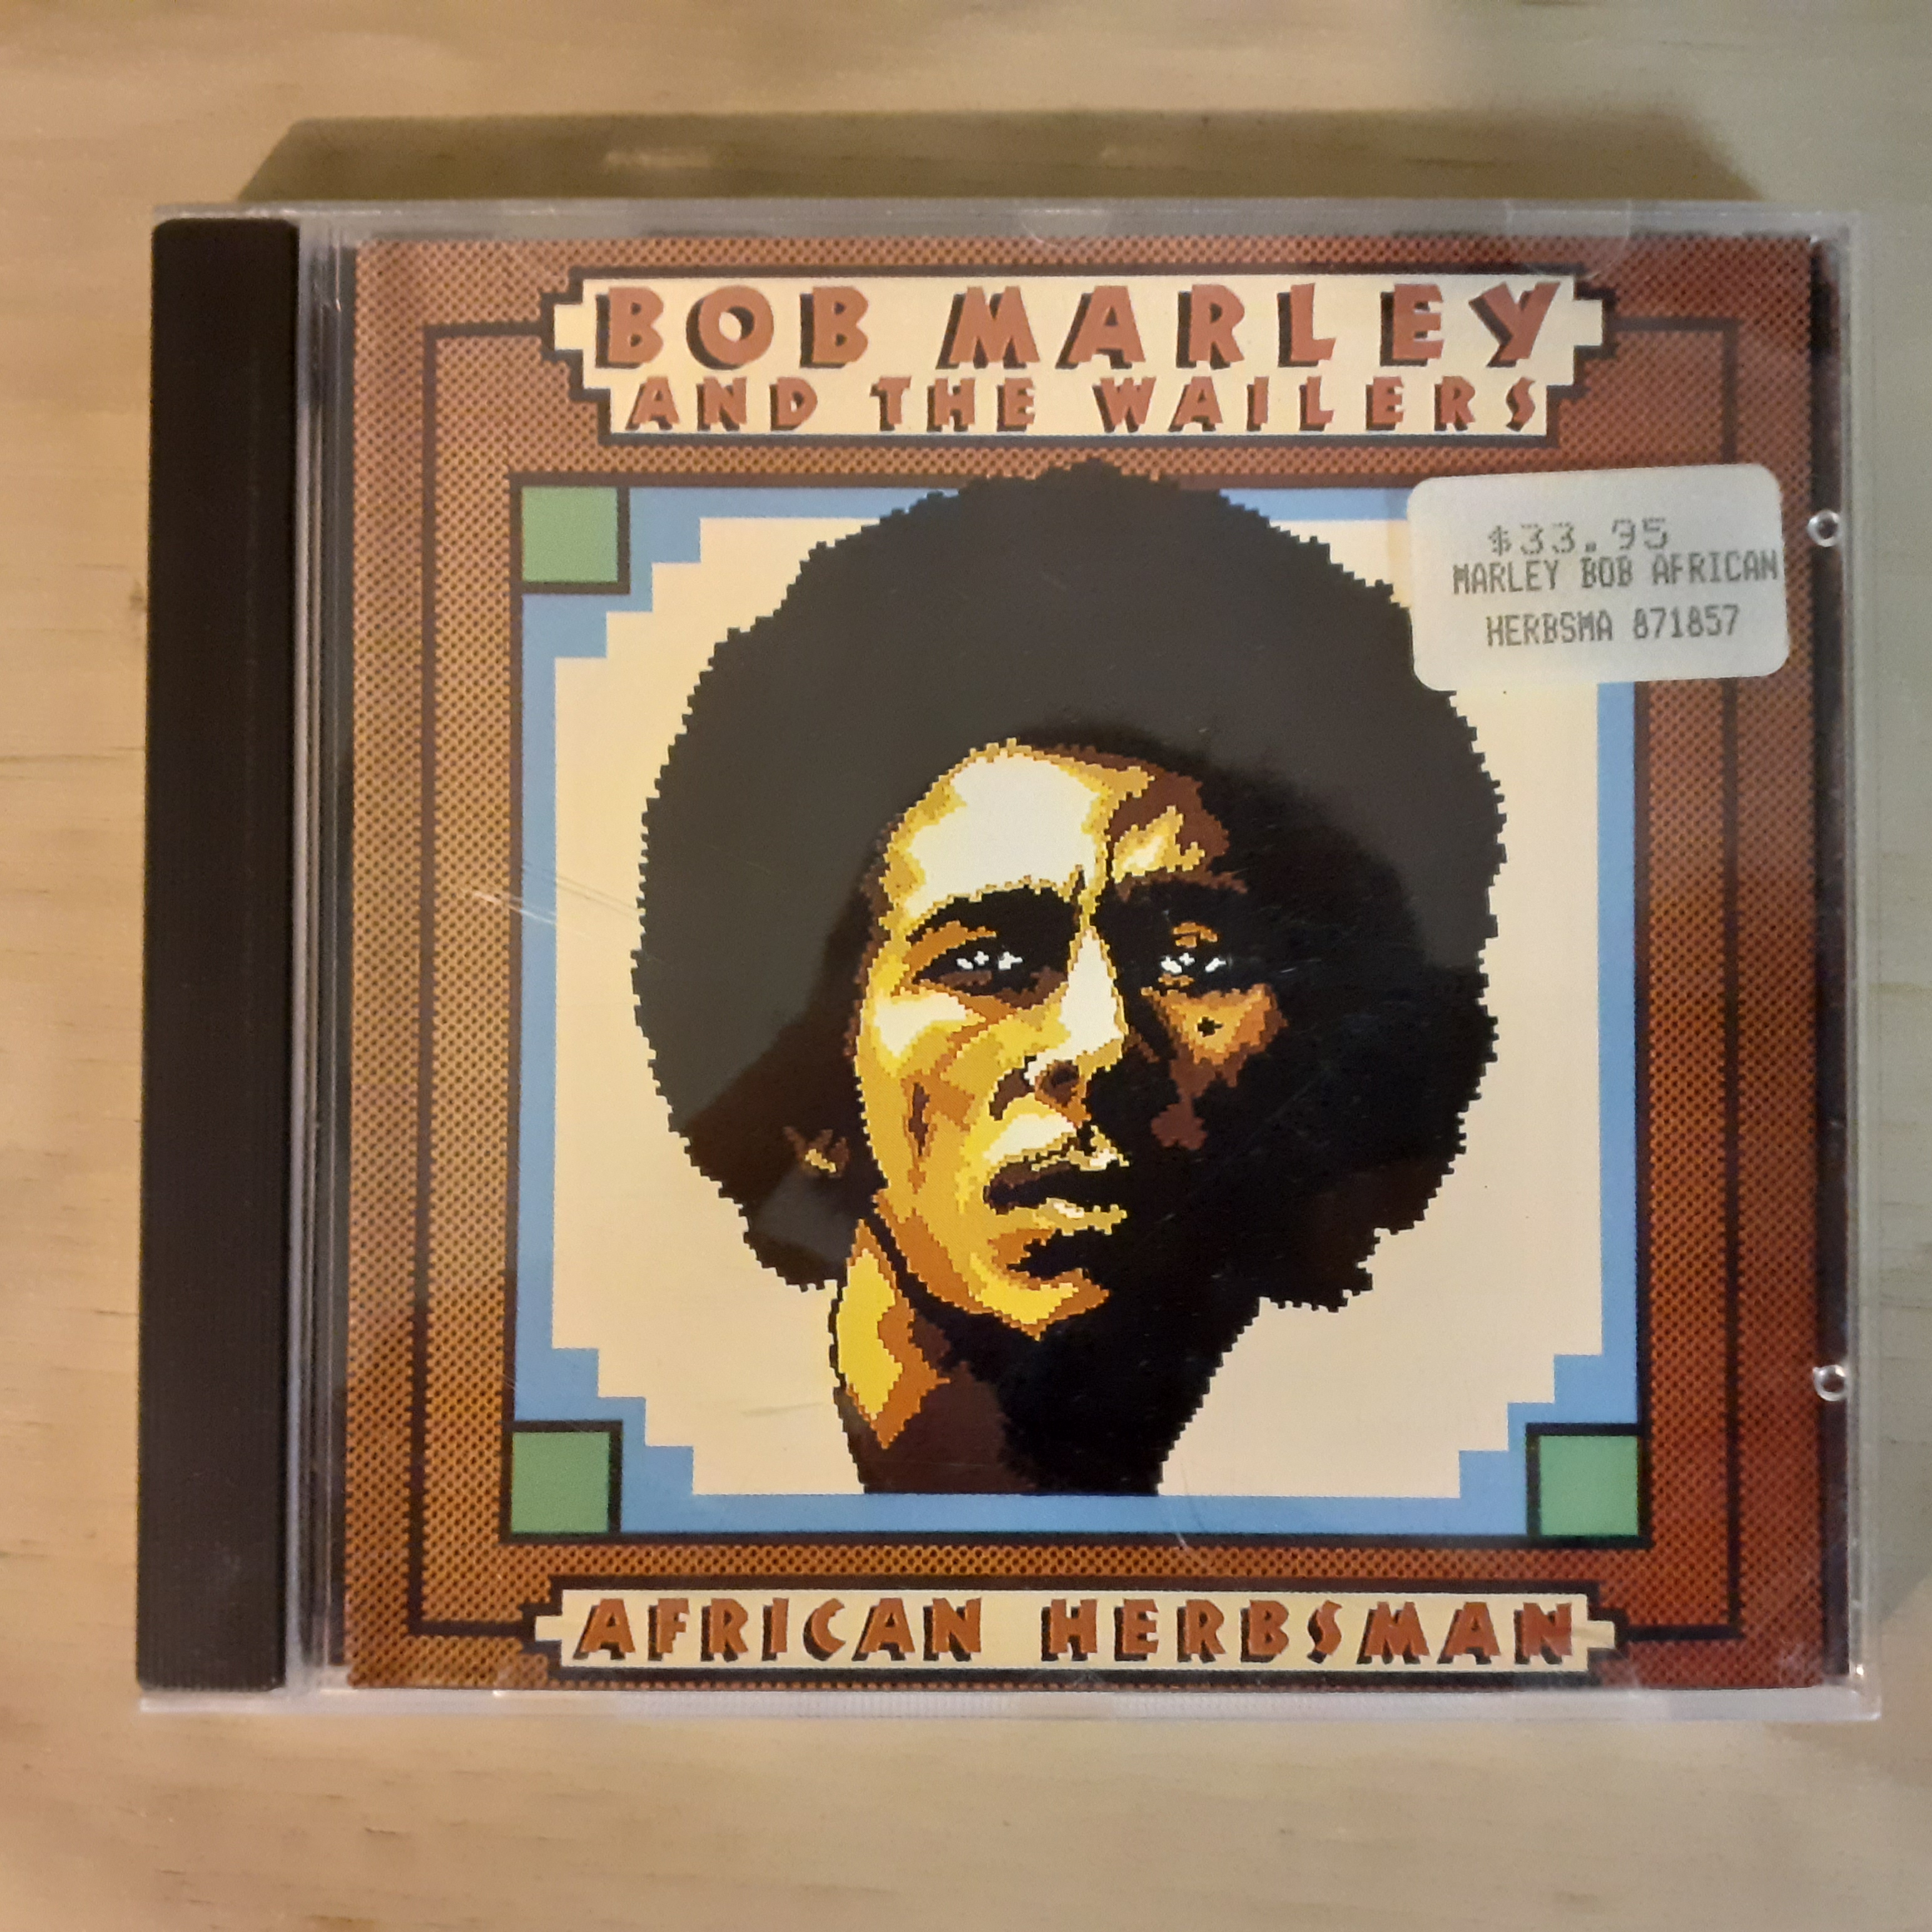 BOB MARLEY
AND THE WAILERS
$33.95
MARLEY BOB AFRICAN
HERBSMA 871857
AFRICAN HERBSMAN